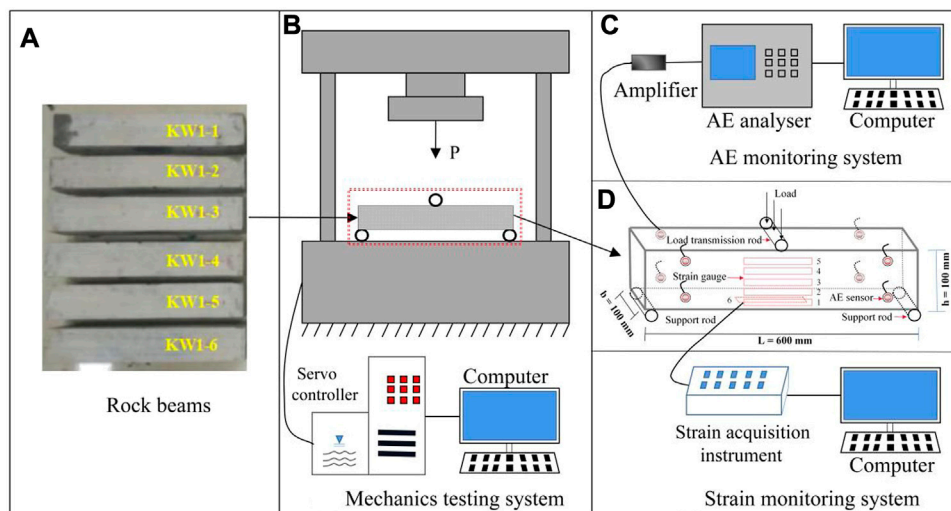 A
KW1-1
KW1-2
KW1-3
KW1-4
KW1-5
KW1-6
Rock beams
B
P
Servo
controller
Computer
Mechanics testing system
C
Amplifier
AE analyser
Computer
AE monitoring system
D
Load
Load transmission rod
Strain gauge
5
4
3
2
1
6
AE sensor
Support rod
Support rod
b = 100 mm
h = 100 mm
L = 600 mm
Strain acquisition
instrument
Computer
Strain monitoring system